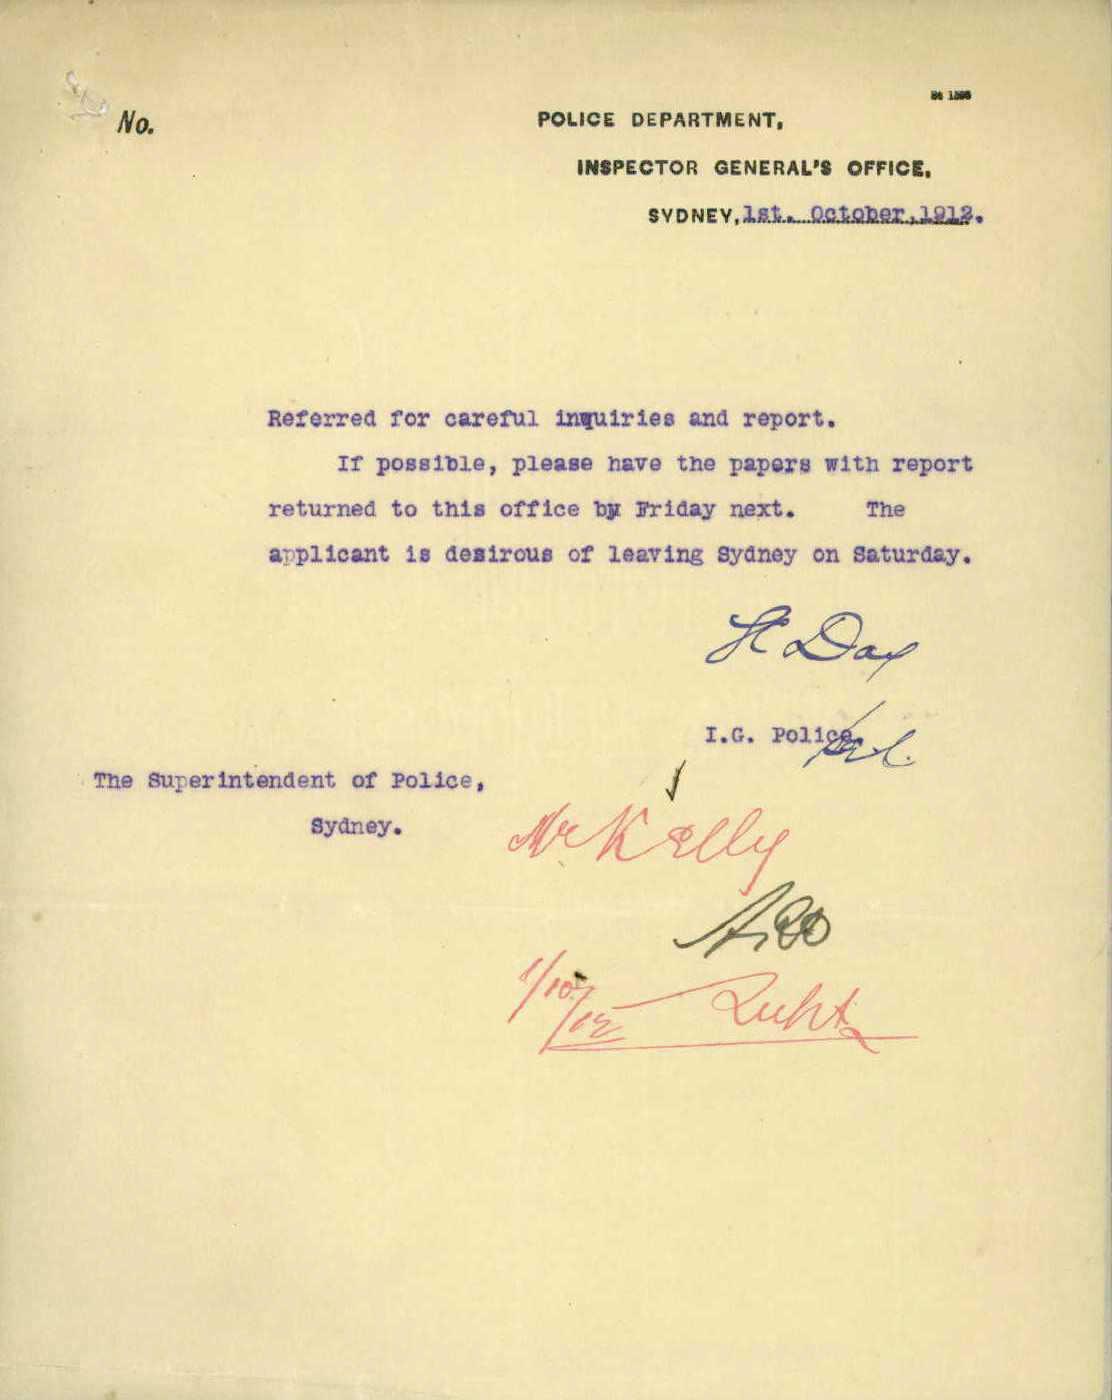 No.
POLICE DEPARTMENT,
INSPECTOR GENERAL'S OFFICE,
SYDNEY, 1st. October, 1912.
Referred for careful inquiries and report.
If possible, please have the papers with report
returned to this office by Friday next. The
applicant is desirous of leaving Sydney on Saturday.
Day
I.G. Police
The Superintendent of Police,
Sydney.
Mr Kelly
1/10/12